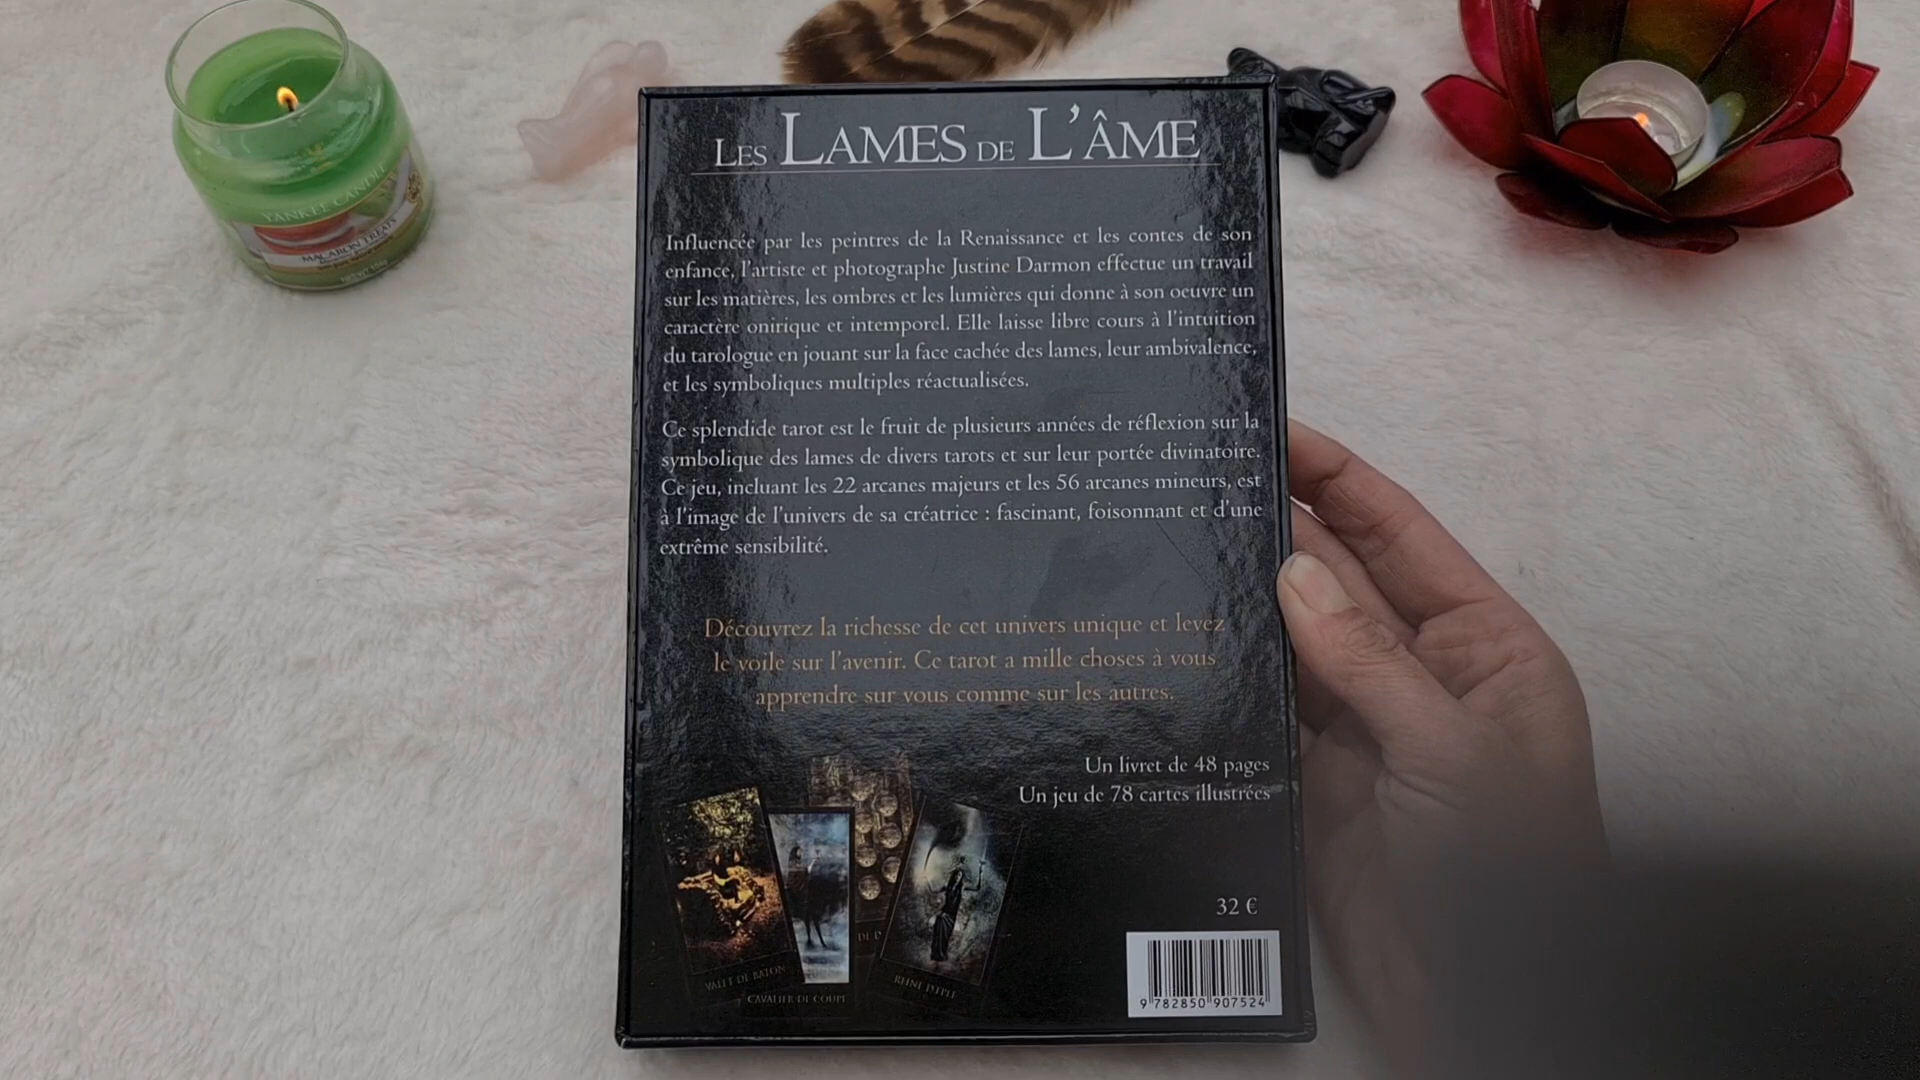 LES LAMES DE L'ÂME
Influencée par les peintres de la Renaissance et les contes de son
enfance, l'artiste et photographe Justine Darmon effectue un travail
sur les matières, les ombres et les lumières qui donne à son oeuvre un
caractère onirique et intemporel. Elle laisse libre cours à l'intuition
du tarologue en jouant sur la face cachée des lames, leur ambivalence,
et les symboliques multiples réactualisées.
Ce splendide tarot est le fruit de plusieurs années de réflexion sur la
symbolique des lames de divers tarots et sur leur portée divinatoire.
Ce jeu, incluant les 22 arcanes majeurs et les 56 arcanes mineurs, est
à l'image de l'univers de sa créatrice : fascinant, foisonnant et d'une
extrême sensibilité.
Découvrez la richesse de cet univers unique et levez
le voile sur l'avenir. Ce tarot a mille choses à vous
apprendre sur vous comme sur les autres.
Un livret de 48 pages
Un jeu de 78 cartes illustrées
32 €
9 782850 907524
VALET DE BATON
CAVALIER DE COUPE
DE D
REINE D'EPEE
YANKEE CANDLE
MACARON TREATS